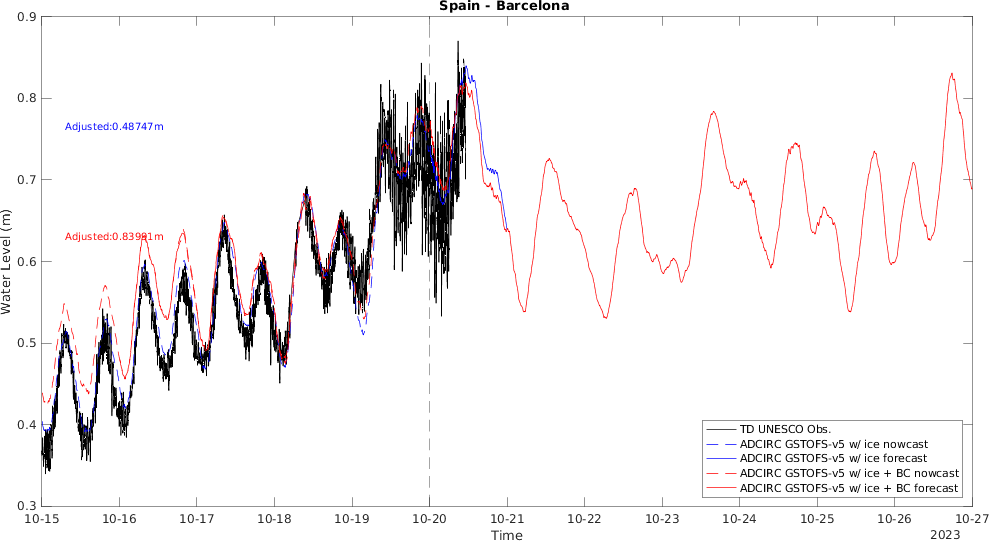 Spain - Barcelona
0.9
0.8
0.7
0.6
0.5
0.4
0.3
Water Level (m)
Adjusted:0.48747m
Adjusted:0.83991m
TD UNESCO Obs.
ADCIRC GSTOFS-v5 w/ ice nowcast
ADCIRC GSTOFS-v5 w/ ice forecast
ADCIRC GSTOFS-v5 w/ ice + BC nowcast
ADCIRC GSTOFS-v5 w/ ice + BC forecast
10-15 10-16 10-17 10-18 10-19 10-20 10-21 10-22 10-23 10-24 10-25 10-26 10-27
Time
2023